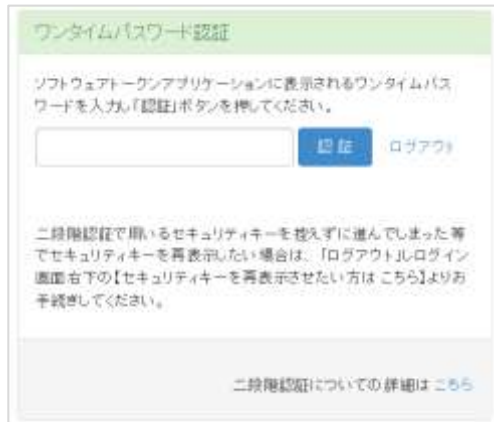 ワンタイムパスワード認証
ソフトウェアトークンアプリケーションに表示されるワンタイムパス
ワードを入力し「認証」ボタンを押してください。
認 証 ログアウト
二段階認証で用いるセキュリティキーを控えずに進んでしまった等
でセキュリティキーを再表示したい場合は、「ログアウト」しログイン
画面右下の【セキュリティキーを再表示させたい方は こちら】よりお
手続きしてください。
二段階認証についての詳細は こちら